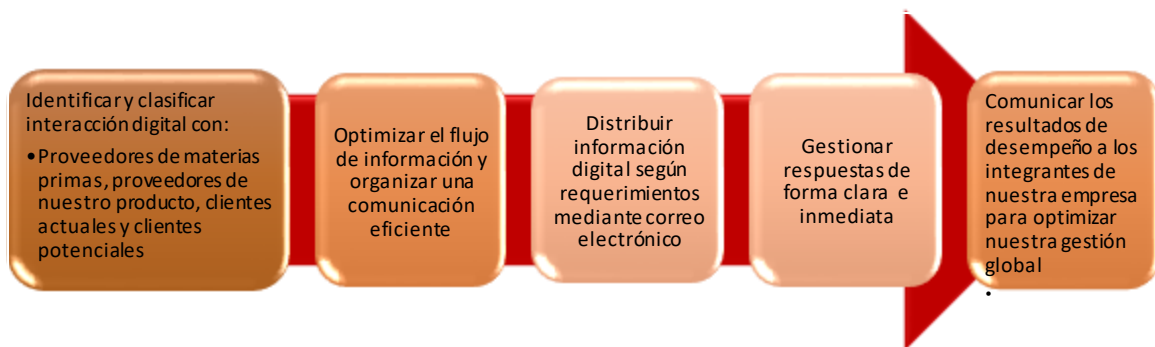 Identificar y clasificar
interacción digital con:
•Proveedores de materias
primas, proveedores de
nuestro producto, clientes
actuales y clientes
potenciales
Optimizar el flujo
de información y
organizar una
comunicación
eficiente
Distribuir
información
digital según
requerimientos
mediante correo
electrónico
Gestionar
respuestas de
forma clara e
inmediata
Comunicar los
resultados de
desempeño a los
integrantes de
nuestra empresa
para optimizar
nuestra gestión
global
•